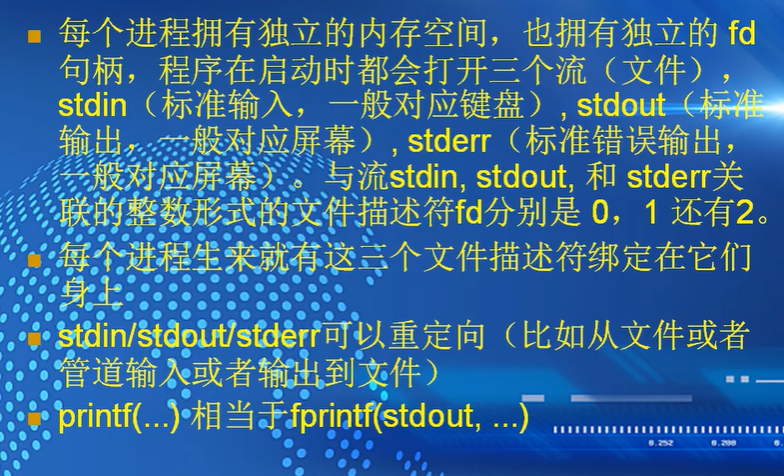 每个进程拥有独立的内存空间，也拥有独立的 fd
句柄，程序在启动时都会打开三个流（文件），
stdin（标准输入，一般对应键盘）, stdout（标准
输出，一般对应屏幕）, stderr（标准错误输出，
一般对应屏幕）。与流stdin, stdout, 和 stderr关
联的整数形式的文件描述符fd分别是 0，1 还有2。
每个进程生来就有这三个文件描述符绑定在它们
身上
stdin/stdout/stderr可以重定向（比如从文件或者
管道输入或者输出到文件）
printf(...) 相当于fprintf(stdout, ...)
0.252 0.288